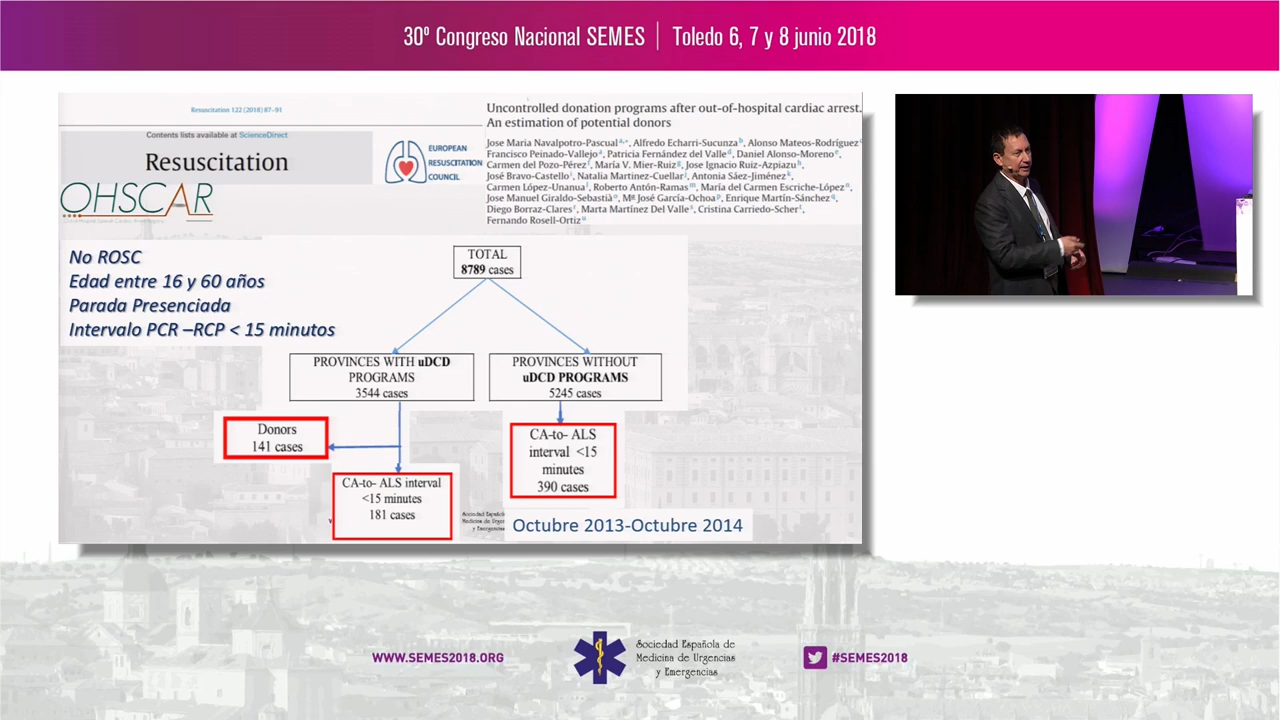 30º Congreso Nacional SEMES | Toledo 6, 7 y 8 junio 2018
Resuscitation 122 (2018) 87–91
Contents lists available at ScienceDirect
Resuscitation
EUROPEAN
RESUSCITATION
COUNCIL
OHSCAR
Uncontrolled donation programs after out-of-hospital cardiac arrest.
An estimation of potential donors
Jose Maria Navalpotro-Pascual, Alfredo Echarri-Sucunza, Alonso Mateos-Rodríguez
Francisco Peinado-Vallejo, Patricia Fernández del Valle, Daniel Alonso-Moreno,
Carmen del Pozo-Pérez, María V. Mier-Ruiz, Jose Ignacio Ruiz-Azpiazu,
José Bravo-Castello, Natalia Martinez-Cuellar, Antonia Sáez-Jiménez
Carmen López-Unanua, Roberto Antón-Ramas, María del Carmen Escriche-López,
Jose Manuel Giraldo-Sebastiá, Mª José García-Ochoa, Enrique Martín-Sánchez,
Diego Borraz-Clares, Marta Martínez Del Valle, Cristina Carriedo-Scher,
Fernando Rosell-Ortiz
No ROSC
Edad entre 16 y 60 años
Parada Presenciada
Intervalo PCR –RCP < 15 minutos
TOTAL
8789 cases
PROVINCES WITH uDCD
PROGRAMS
3544 cases
PROVINCES WITHOUT
uDCD PROGRAMS
5245 cases
Donors
141 cases
CA-to- ALS interval
<15 minutes
181 cases
CA-to- ALS
interval <15
minutes
390 cases
Sociedad Español
Medicina de Urgen
y Emergencias
Octubre 2013-Octubre 2014
WWW.SEMES2018.ORG
Sociedad Española de
Medicina de Urgencias
y Emergencias
#SEMES2018